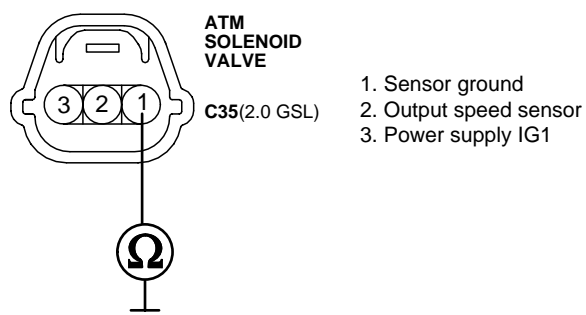 ATM
SOLENOID
VALVE
3 2 1
C35(2.0 GSL)
1. Sensor ground
2. Output speed sensor
3. Power supply IG1
Ω